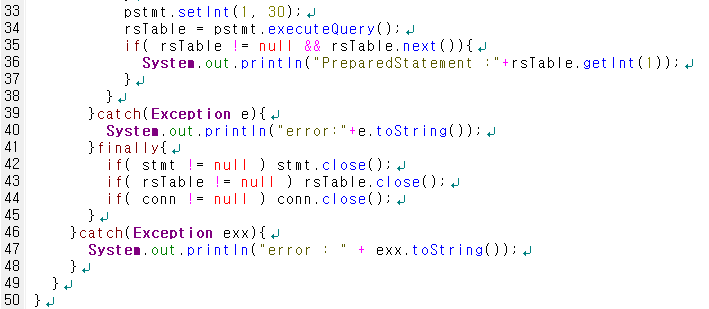 33 pstmt.setInt(1, 30);
34 rsTable = pstmt.executeQuery();
35 if( rsTable != null && rsTable.next()){
36 System.out.println("PreparedStatement :"+rsTable.getInt(1));
37 }
38 }
39 }catch(Exception e){
40 System.out.println("error:"+e.toString());
41 }finally{
42 if( stmt != null ) stmt.close();
43 if( rsTable != null ) rsTable.close();
44 if( conn != null ) conn.close();
45 }
46 }catch(Exception exx){
47 System.out.println("error : " + exx.toString());
48 }
49 }
50 }